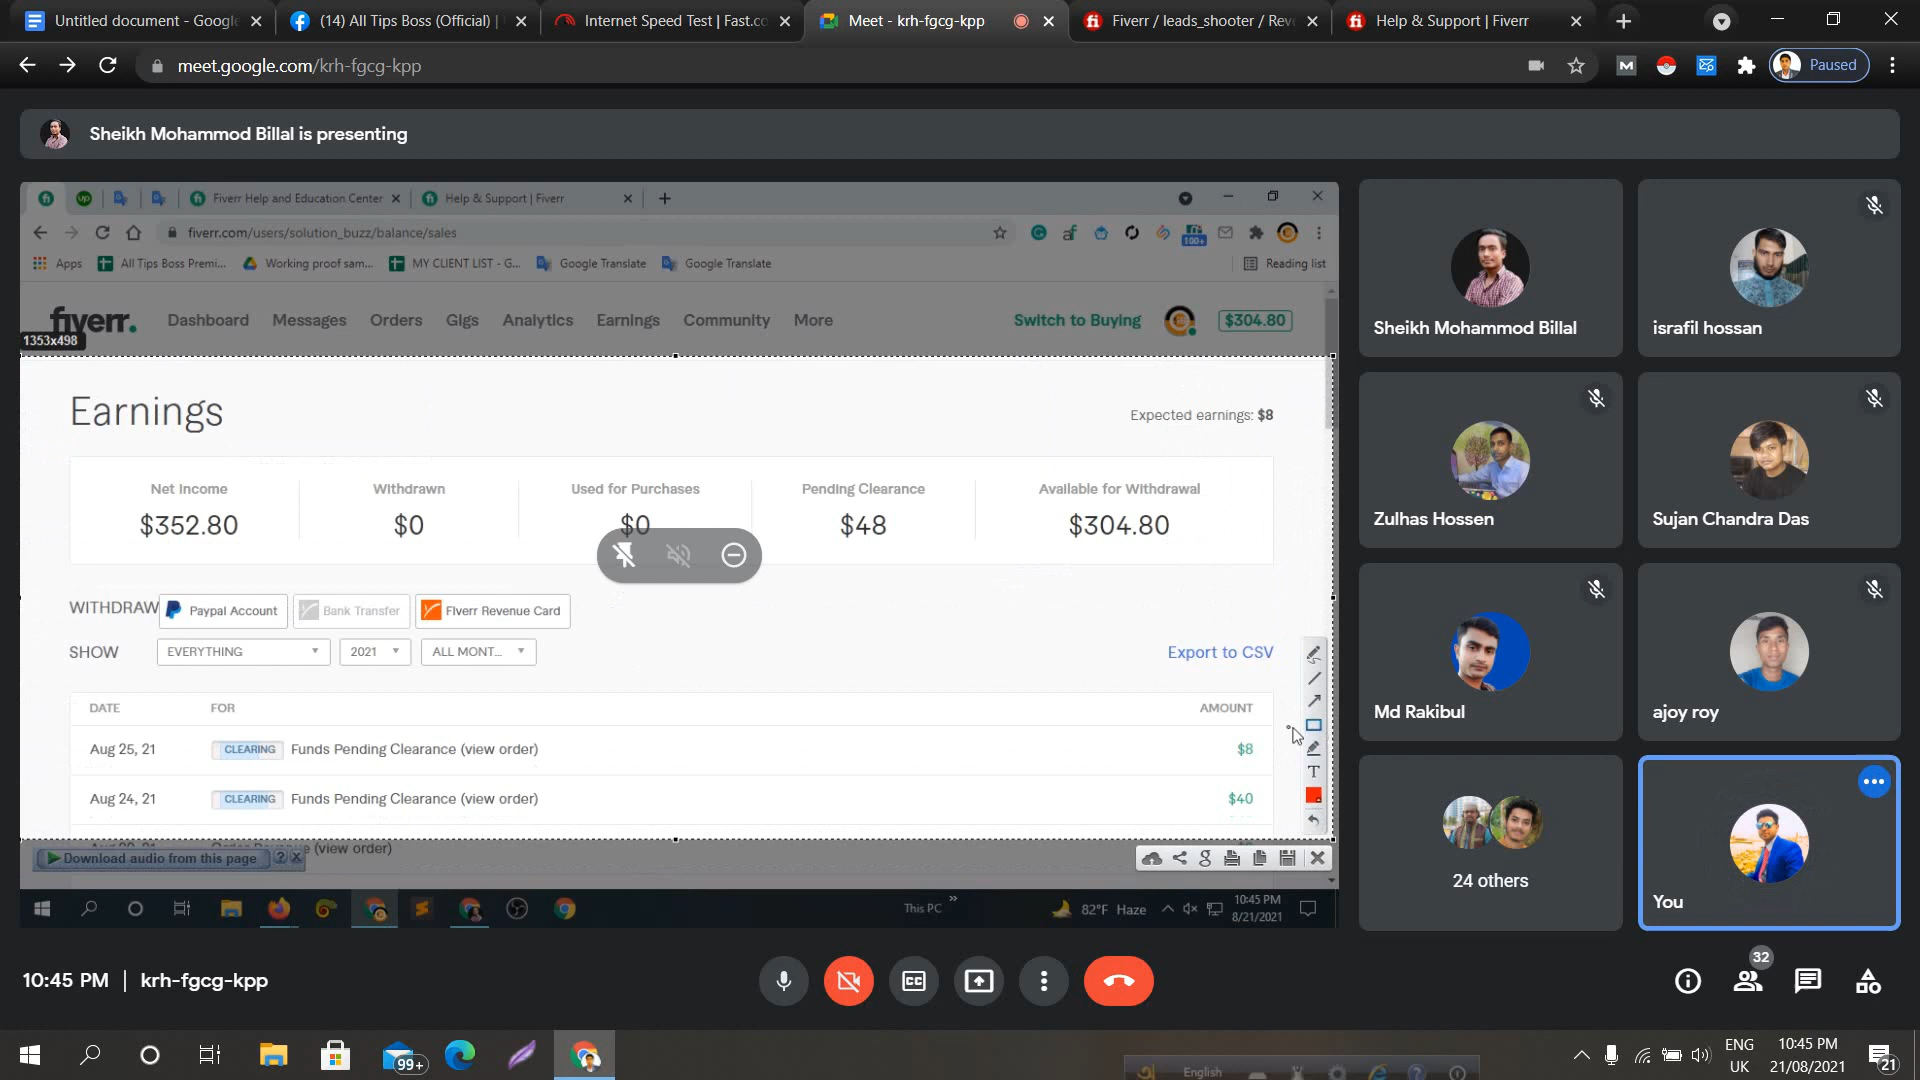 Untitled document - Google
(14) All Tips Boss (Official) |
Internet Speed Test | Fast.co
Meet - krh-fgcg-kpp
Fiverr / leads_shooter / Reve
Help & Support | Fiverr
meet.google.com/krh-fgcg-kpp
Paused
Sheikh Mohammod Billal is presenting
Fiverr Help and Education Center
Help & Support | Fiverr
fiverr.com/users/solution_buzz/balance/sales
100+
Apps
All Tips Boss Premi...
Working proof sam...
MY CLIENT LIST - G...
Google Translate
Google Translate
Reading list
fiverr.
Dashboard Messages Orders Gigs Analytics Earnings Community More
Switch to Buying
$304.80
1353x498
Earnings
Expected earnings: $8
Net Income Withdrawn Used for Purchases Pending Clearance Available for Withdrawal
$352.80 $0 $0 $48 $304.80
WITHDRAW Paypal Account Bank Transfer Fiverr Revenue Card
SHOW EVERYTHING 2021 ALL MONT...
Export to CSV
DATE FOR AMOUNT
Aug 25, 21 CLEARING Funds Pending Clearance (view order) $8
Aug 24, 21 CLEARING Funds Pending Clearance (view order) $40
(view order)
Download audio from this page
This PC
82°F Haze
10:45 PM
8/21/2021
Sheikh Mohammod Billal
israfil hossan
Zulhas Hossen
Sujan Chandra Das
Md Rakibul
ajoy roy
24 others
You
10:45 PM | krh-fgcg-kpp
32
99+
English
ENG
UK
10:45 PM
21/08/2021
21